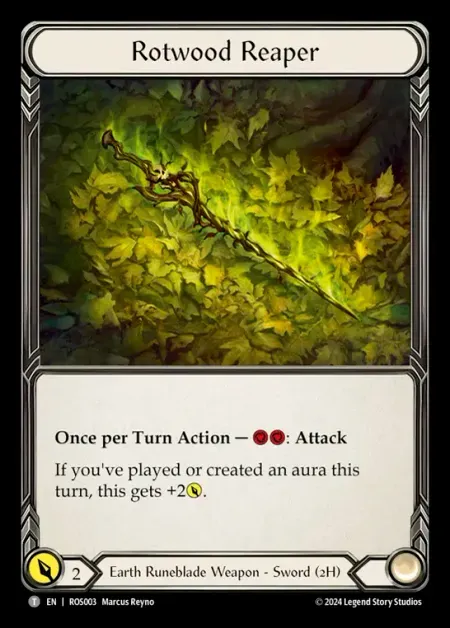 Rotwood Reaper
Once per Turn Action — : Attack
If you've played or created an aura this
turn, this gets +2.
2
Earth Runeblade Weapon - Sword (2H)
T EN | ROS003 Marcus Reyno
© 2024 Legend Story Studios